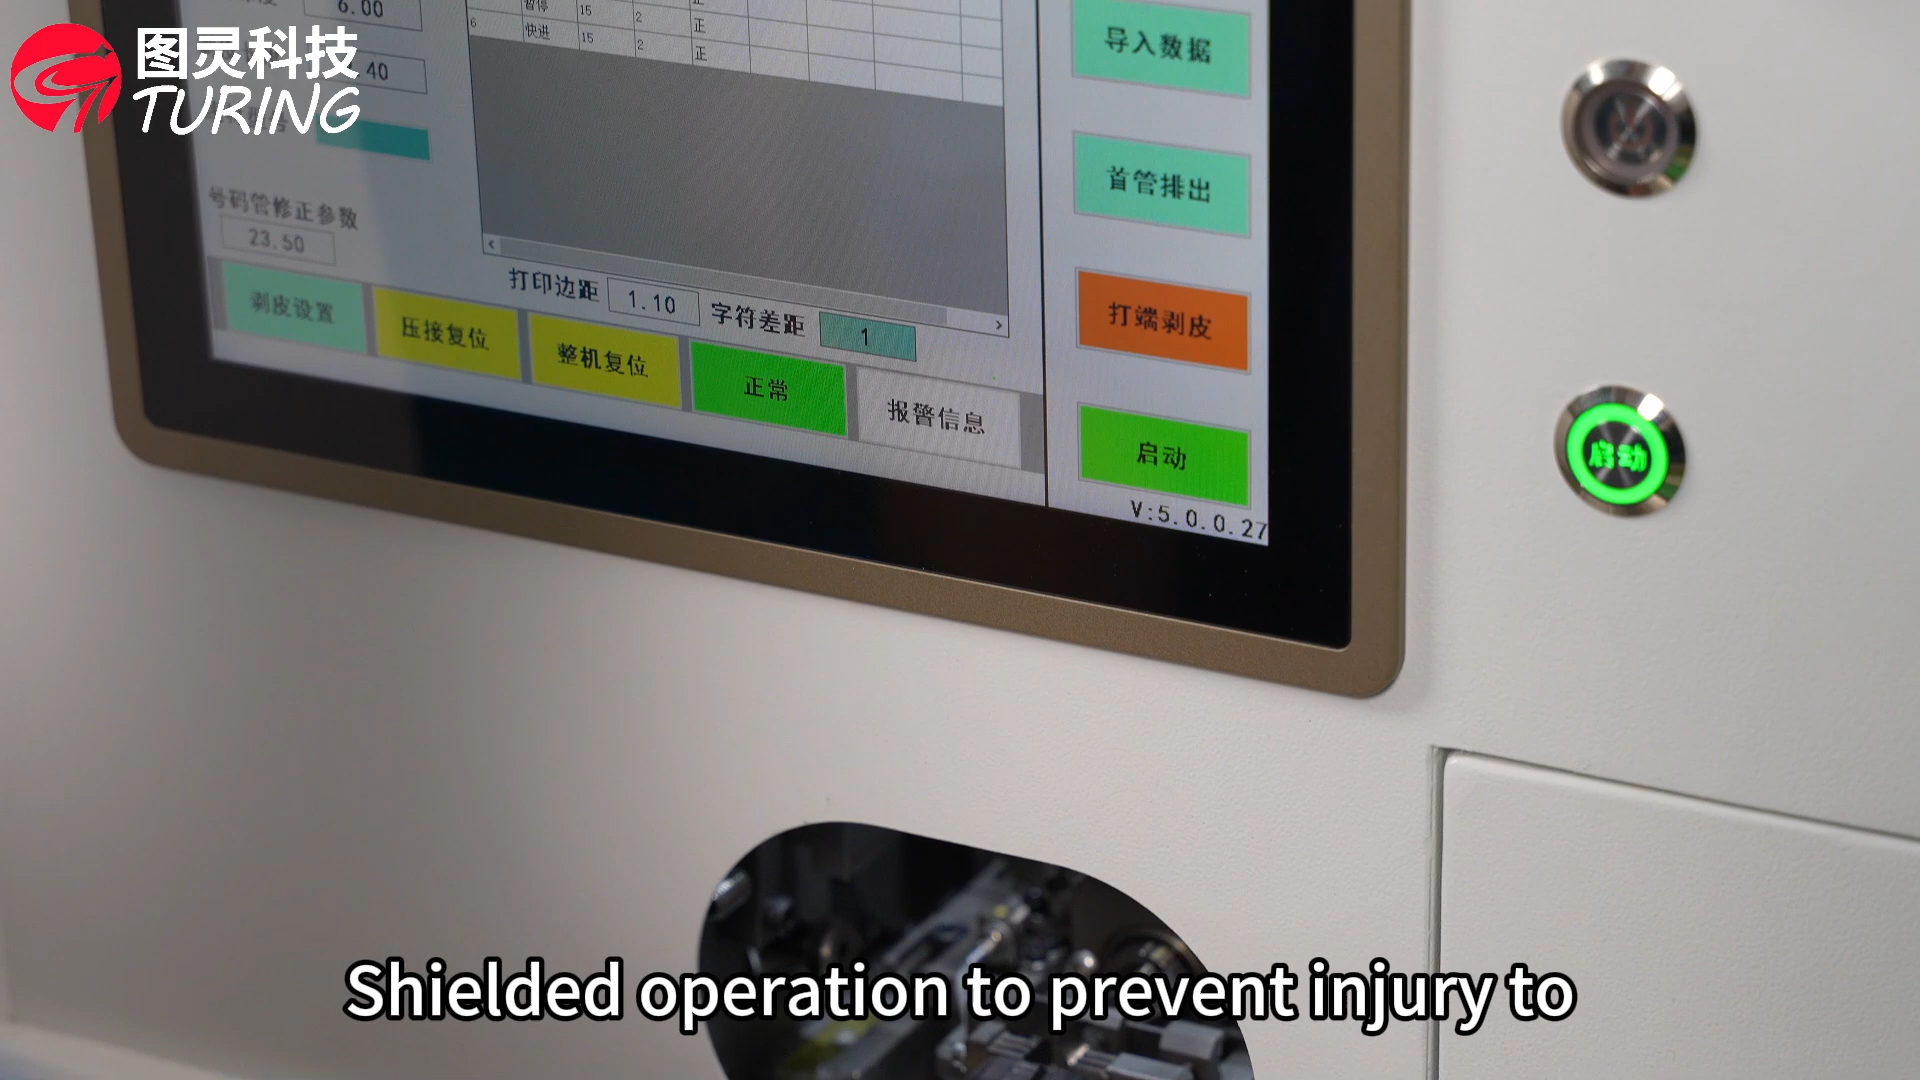 图灵科技
TURING
6.00
40
6 暂停 15 2 正
快进 15 2 正
正
导入数据
首管排出
号码管修正参数
23.50
打印边距 1.10 字符差距 1
打端剥皮
剥皮设置 压接复位 整机复位 正常 报警信息
启动
启动
V:5.0.0.27
Shielded operation to prevent injury to